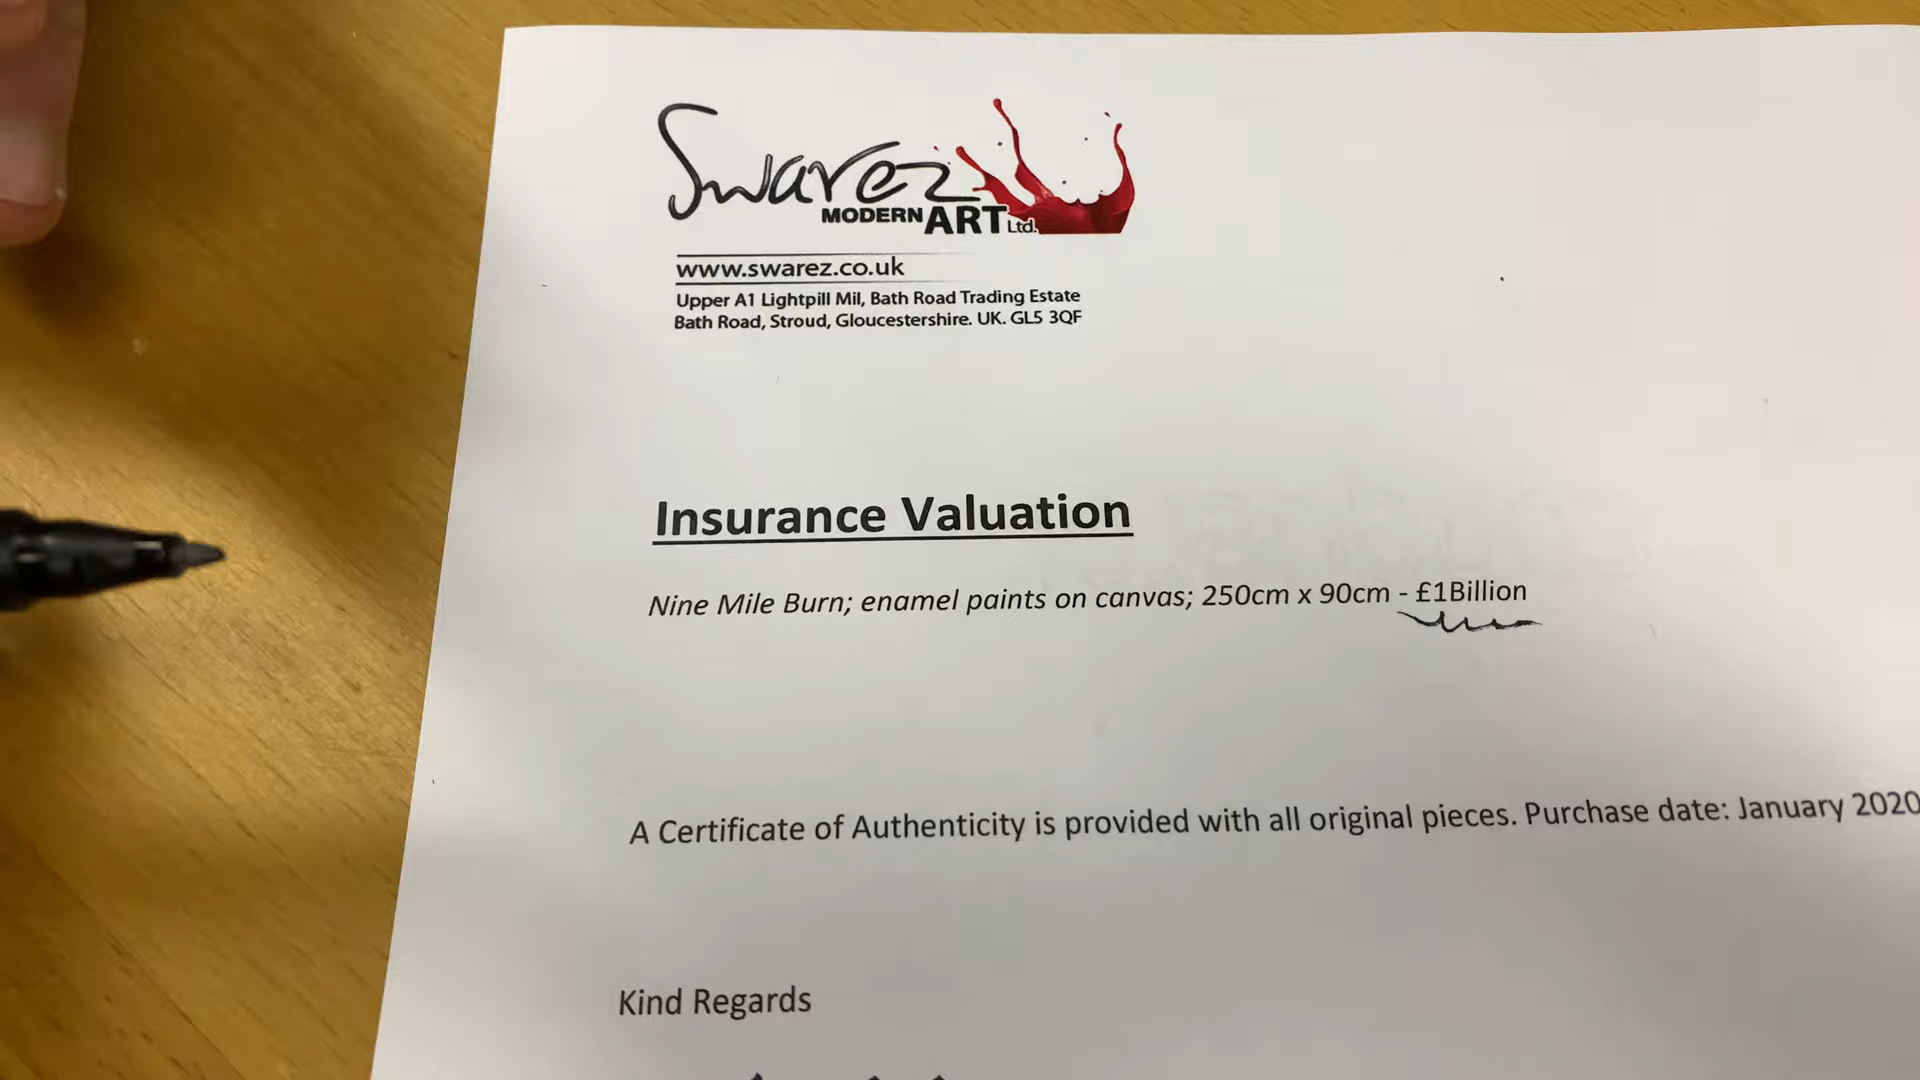 Swarez
MODERN ART Ltd.
www.swarez.co.uk
Upper A1 Lightpill Mil, Bath Road Trading Estate
Bath Road, Stroud, Gloucestershire. UK. GL5 3QF
Insurance Valuation
Nine Mile Burn; enamel paints on canvas; 250cm x 90cm - £1Billion
A Certificate of Authenticity is provided with all original pieces. Purchase date: January 2020
Kind Regards